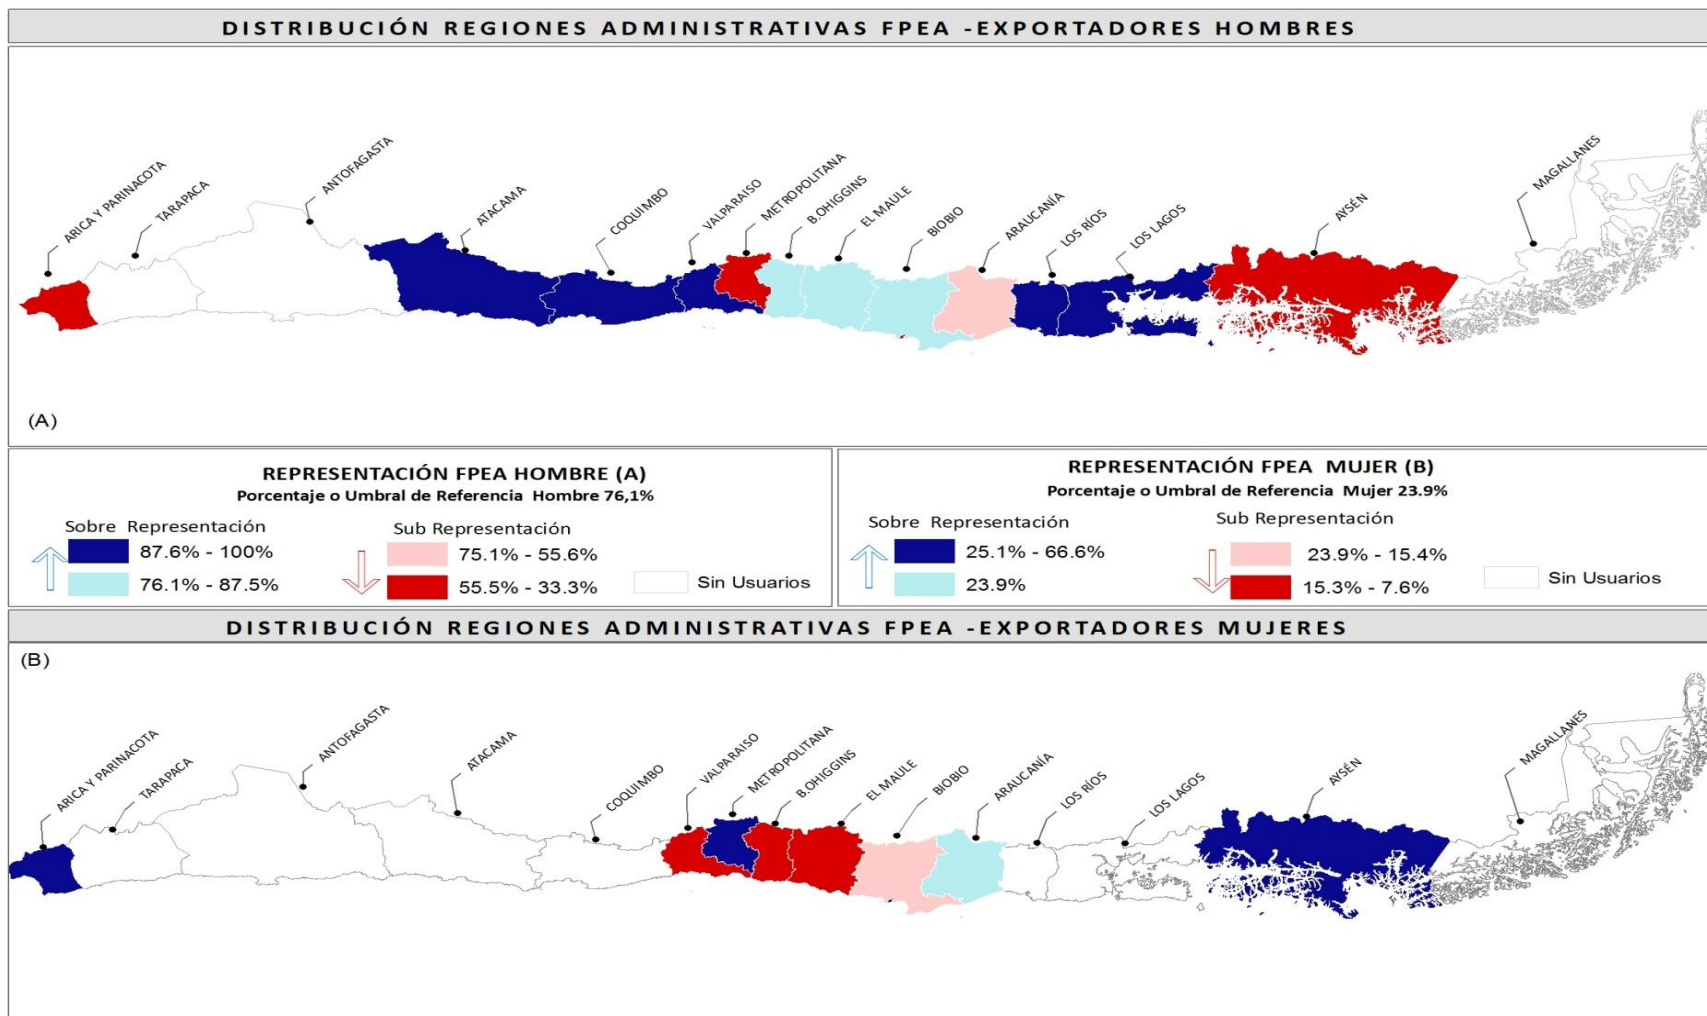 DISTRIBUCIÓN REGIONES ADMINISTRATIVAS FPEA -EXPORTADORES HOMBRES
ARICA Y PARINACOTA
TARAPACA
ANTOFAGASTA
ATACAMA
COQUIMBO
VALPARAISO
METROPOLITANA
B.OHIGGINS
EL MAULE
BIOBIO
ARAUCANÍA
LOS RÍOS
LOS LAGOS
AYSÉN
MAGALLANES
(A)
REPRESENTACIÓN FPEA HOMBRE (A)
Porcentaje o Umbral de Referencia Hombre 76,1%
Sobre Representación
87.6% - 100%
76.1% - 87.5%
Sub Representación
75.1% - 55.6%
55.5% - 33.3%
Sin Usuarios
REPRESENTACIÓN FPEA MUJER (B)
Porcentaje o Umbral de Referencia Mujer 23.9%
Sobre Representación
25.1% - 66.6%
23.9%
Sub Representación
23.9% - 15.4%
15.3% - 7.6%
Sin Usuarios
DISTRIBUCIÓN REGIONES ADMINISTRATIVAS FPEA -EXPORTADORES MUJERES
(B)
ARICA Y PARINACOTA
TARAPACA
ANTOFAGASTA
ATACAMA
COQUIMBO
VALPARAISO
METROPOLITANA
B.OHIGGINS
EL MAULE
BIOBIO
ARAUCANÍA
LOS RÍOS
LOS LAGOS
AYSÉN
MAGALLANES